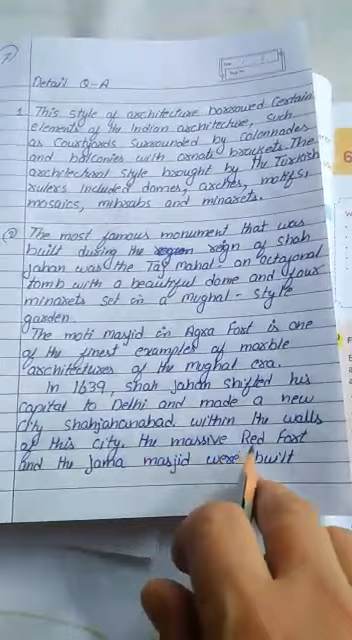 Detail Q-A
1. This style of architecture borrowed certain
elements of the Indian architecture, such
as Courtyards surrounded by Colonnades
and balconies with ornate brackets. The
architectural style brought by the Turkish
rulers included domes, arches, motifs,
mosaics, mihrabs and minarets.
2) The most famous monument that was
built during the reign of Shah
Jahan was the Taj Mahal- an octagonal
tomb with a beautiful dome and four
minarets set in a mughal - style
garden.
The moti masjid in Agra Fort is one
of the finest examples of marble
architectures of the mughal era.
In 1639, shah Jahan shifted his
capital to Delhi and made a new
city shahjahanabad. within the walls
of this city, the massive Red Fort
and the Jama masjid were built
6